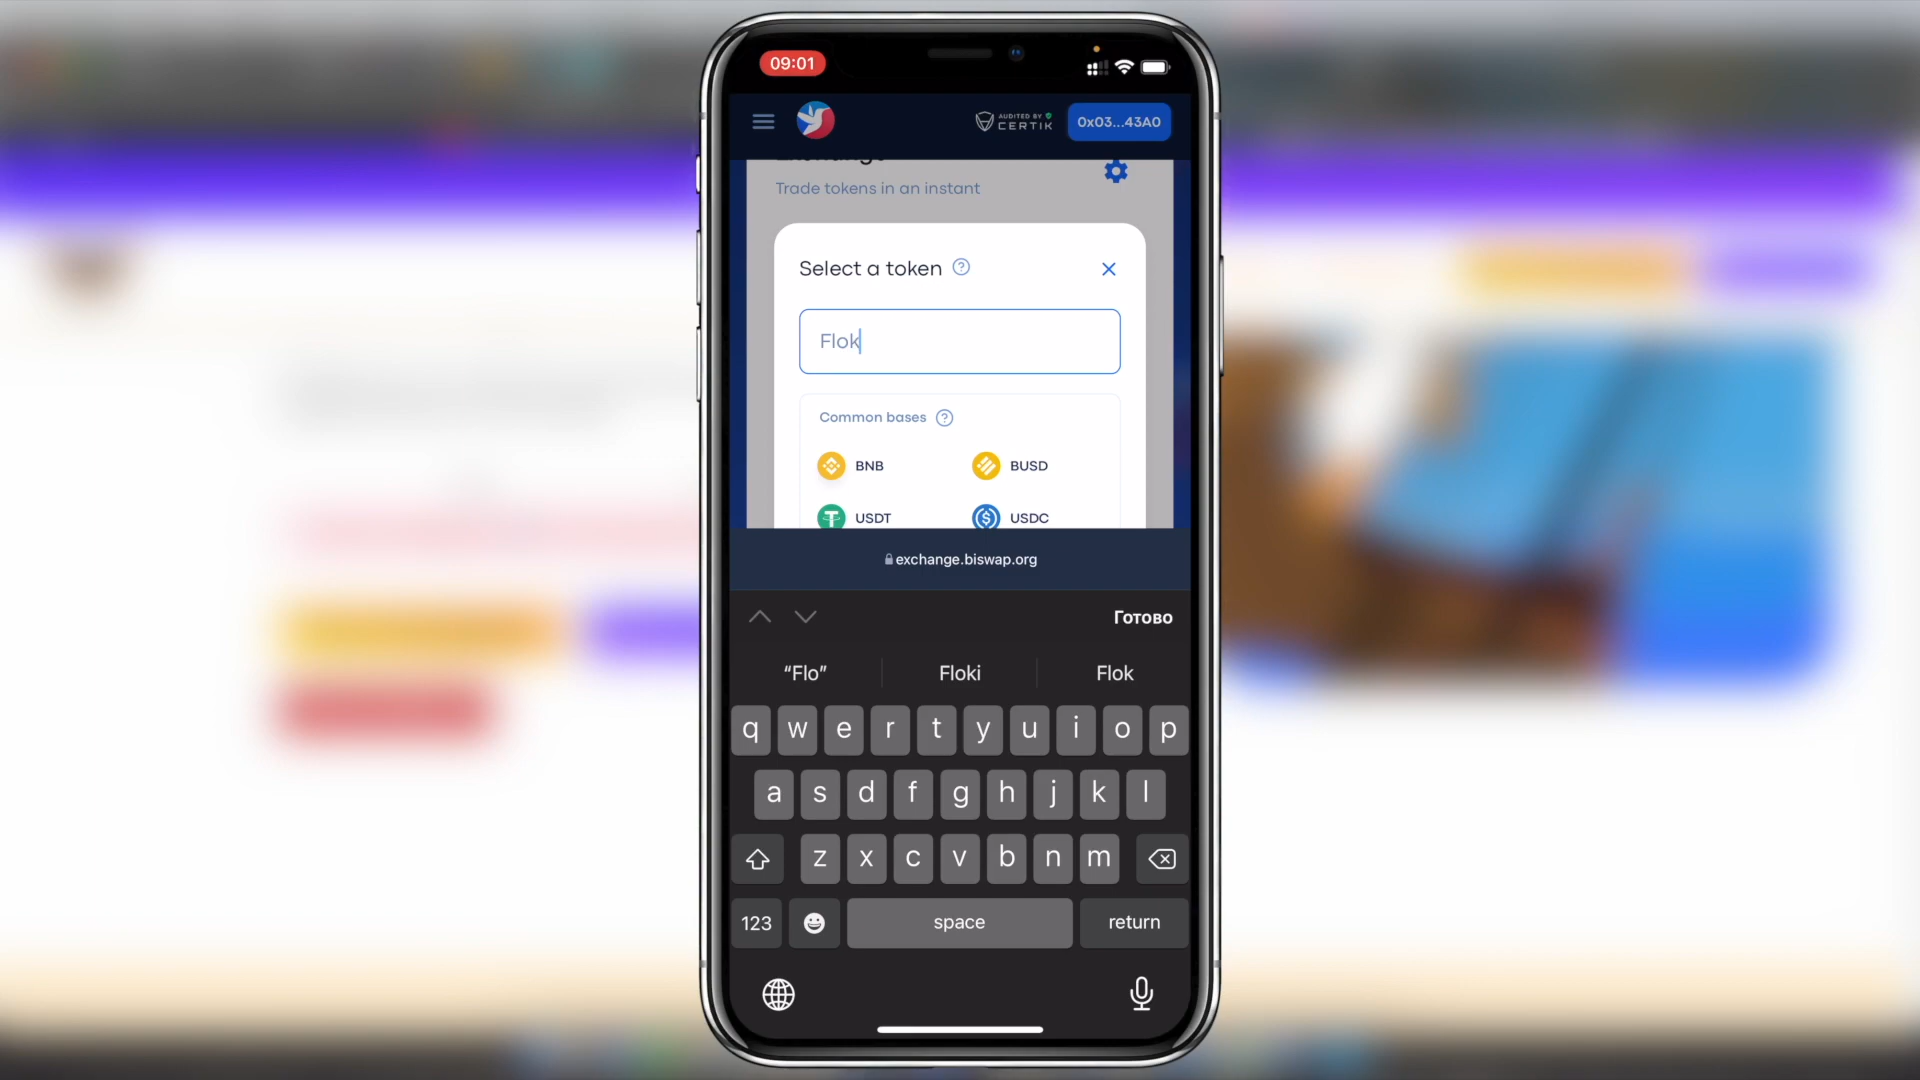 09:01
AUDITED BY
CERTIK
0x03...43A0
Exchange
Trade tokens in an instant
Select a token
Flok
Common bases
BNB
BUSD
USDT
USDC
exchange.biswap.org
Готово
“Flo”
Floki
Flok
q w e r t y u i o p
a s d f g h j k l
z x c v b n m
123
space
return